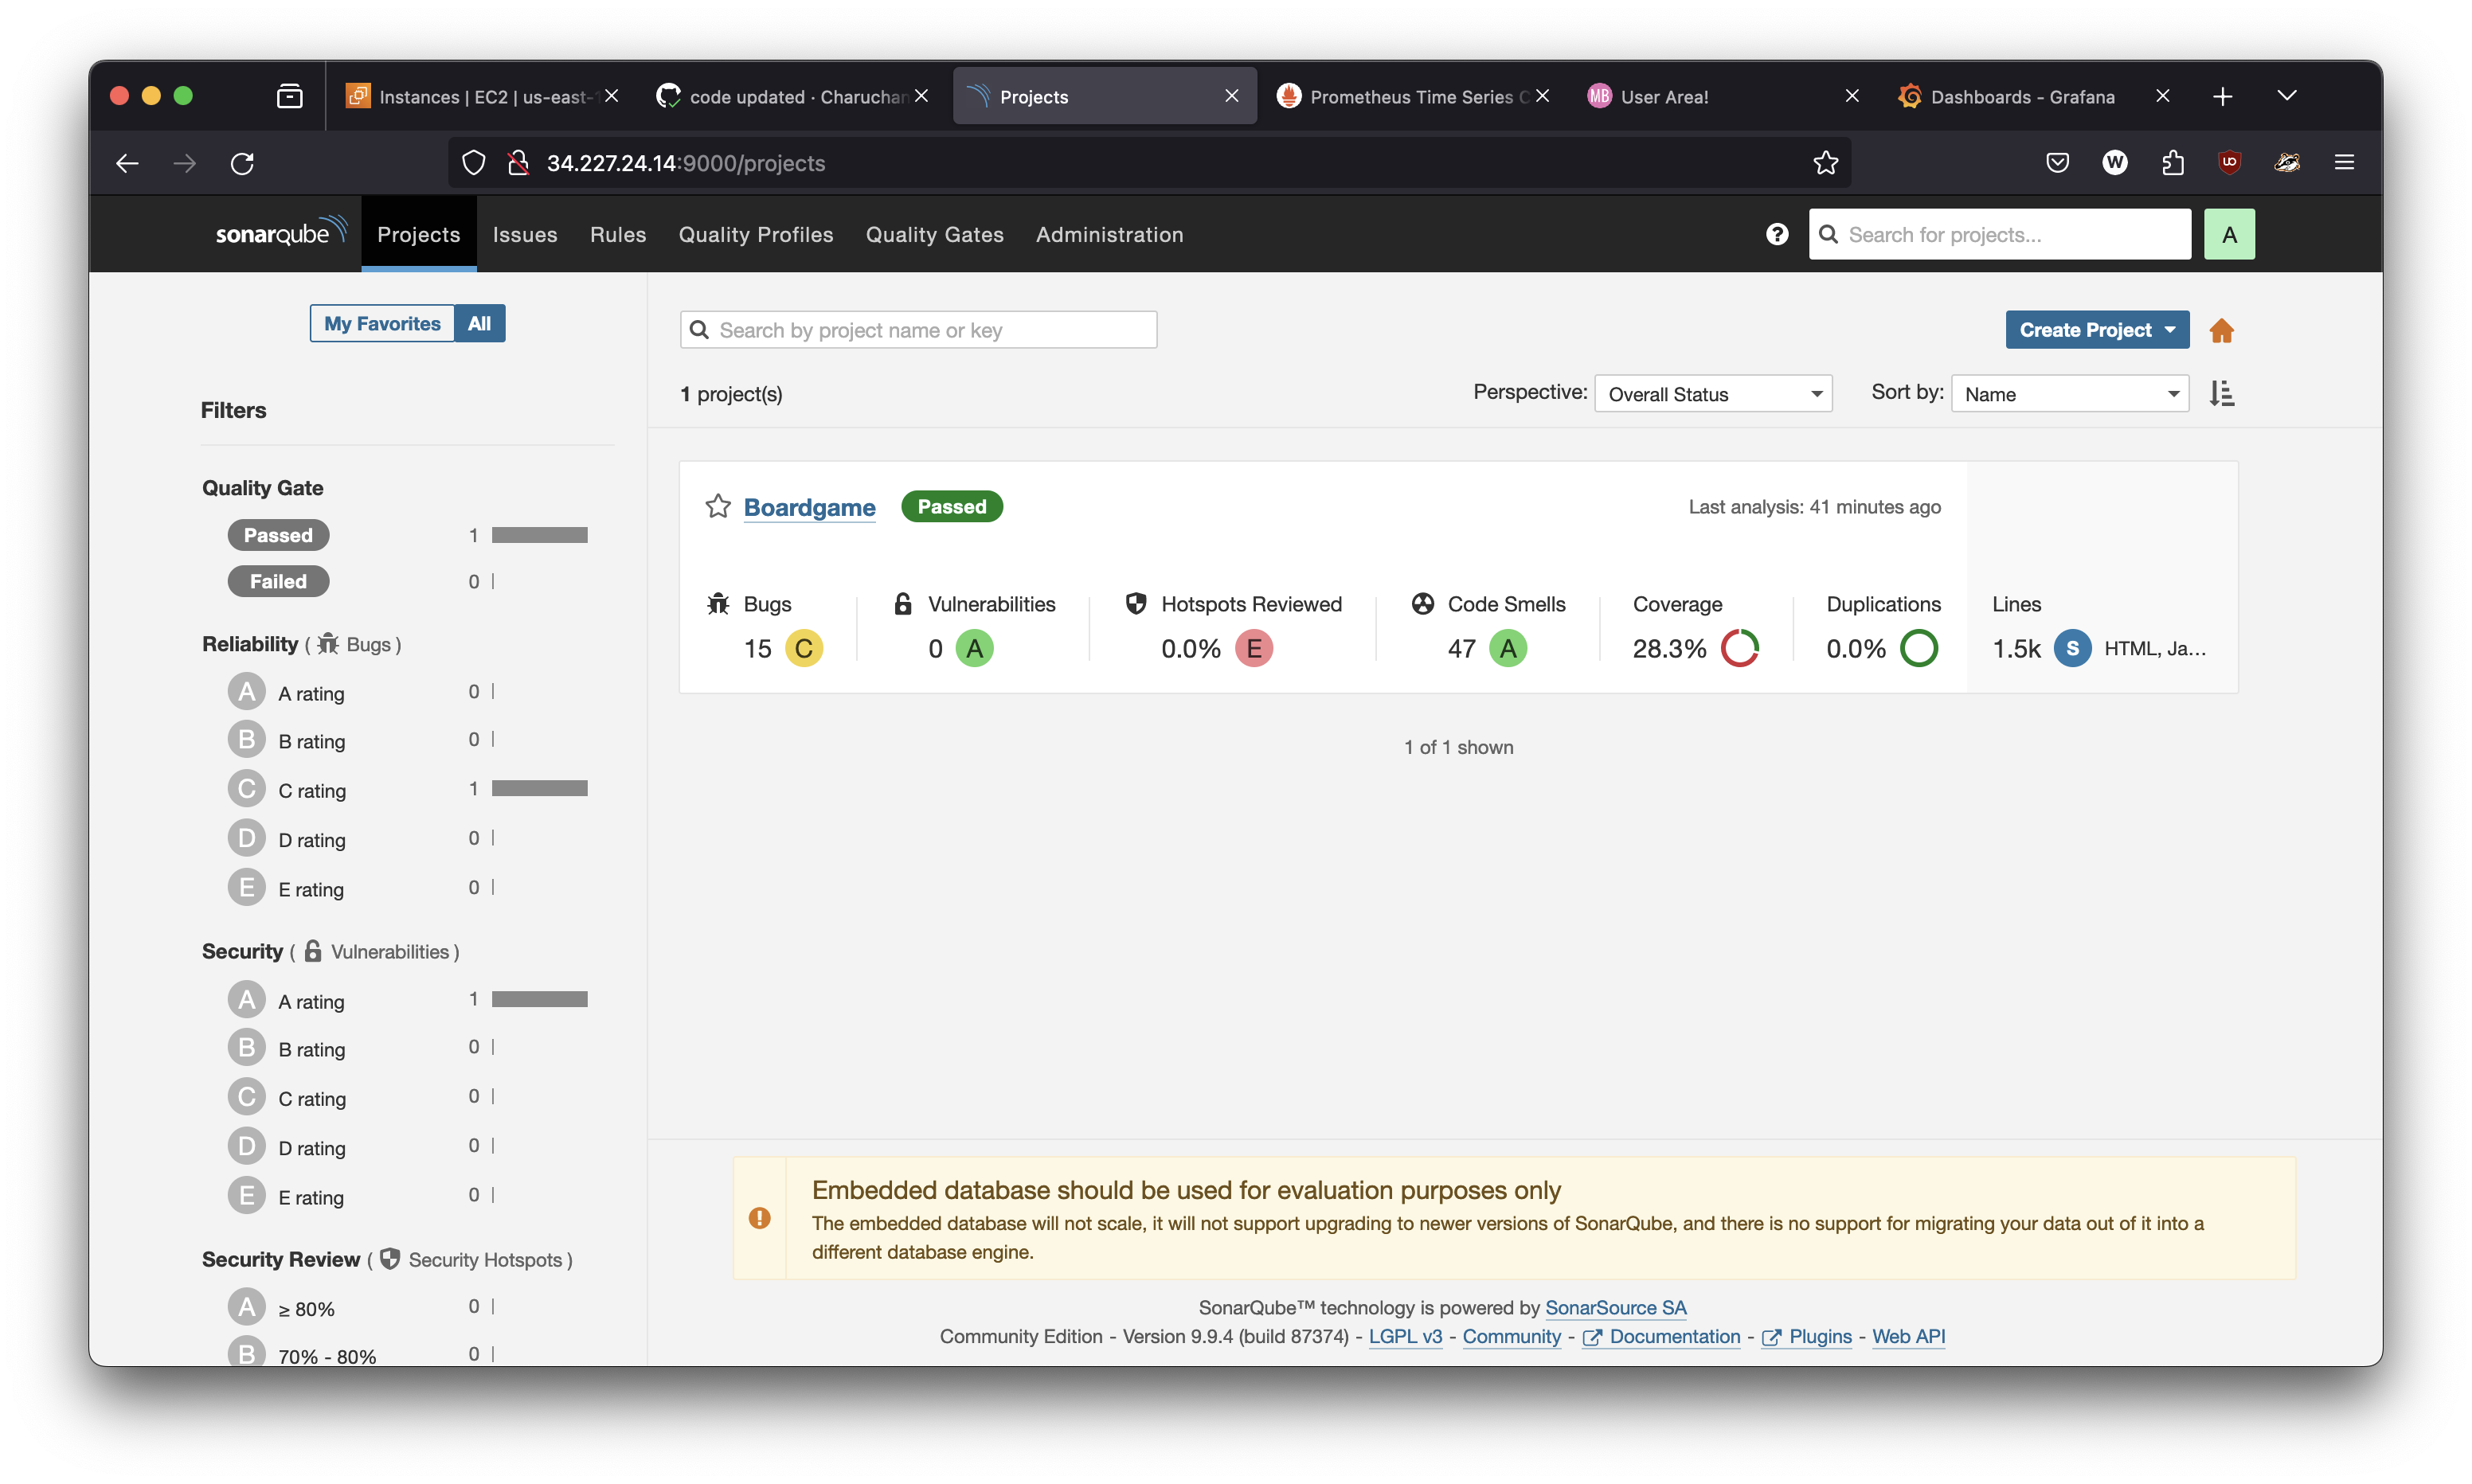 Instances | EC2 | us-east-1
code updated · Charuchan
Projects
Prometheus Time Series C
MB User Area!
Dashboards - Grafana
34.227.24.14:9000/projects
W
uo
sonarqube
Projects
Issues
Rules
Quality Profiles
Quality Gates
Administration
?
Search for projects...
A
My Favorites
All
Search by project name or key
Create Project
1 project(s)
Perspective:
Overall Status
Sort by:
Name
Filters
Quality Gate
Passed 1
Failed 0
Reliability ( Bugs )
A A rating 0
B B rating 0
C C rating 1
D D rating 0
E E rating 0
Security ( Vulnerabilities )
A A rating 1
B B rating 0
C C rating 0
D D rating 0
E E rating 0
Security Review ( Security Hotspots )
A ≥ 80% 0
B 70% - 80% 0
Boardgame
Passed
Last analysis: 41 minutes ago
Bugs
15 C
Vulnerabilities
0 A
Hotspots Reviewed
0.0% E
Code Smells
47 A
Coverage
28.3%
Duplications
0.0%
Lines
1.5k S HTML, Ja...
1 of 1 shown
Embedded database should be used for evaluation purposes only
The embedded database will not scale, it will not support upgrading to newer versions of SonarQube, and there is no support for migrating your data out of it into a
different database engine.
SonarQube™ technology is powered by SonarSource SA
Community Edition - Version 9.9.4 (build 87374) - LGPL v3 - Community - Documentation - Plugins - Web API